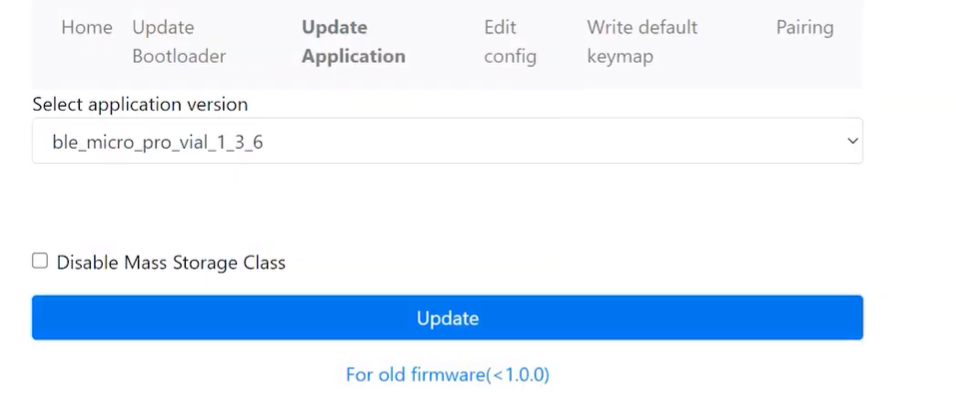 Home Update Bootloader Update Application Edit config Write default keymap Pairing
Select application version
ble_micro_pro_vial_1_3_6
Disable Mass Storage Class
Update
For old firmware(<1.0.0)